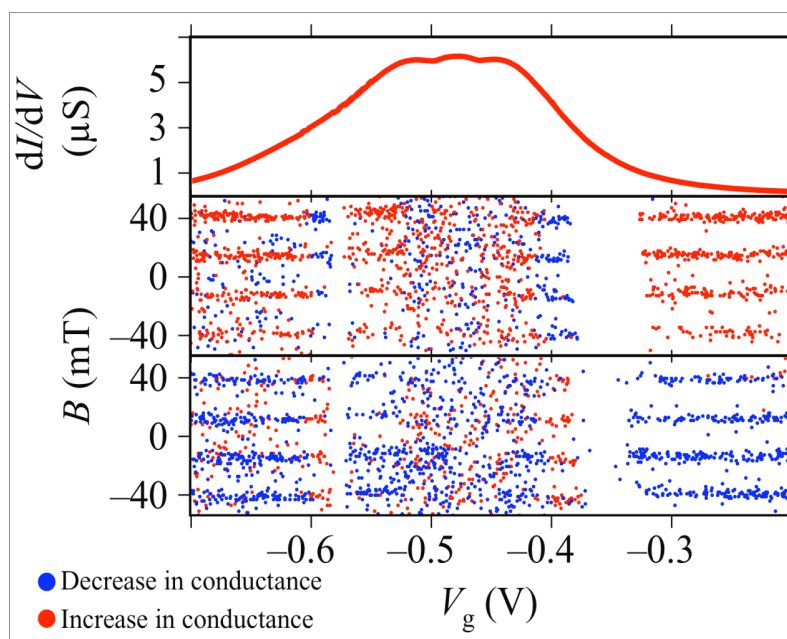 dI/dV
(μS)
5
3
1
40
0
–40
40
0
–40
B (mT)
–0.6
–0.5
–0.4
–0.3
Vg (V)
Decrease in conductance
Increase in conductance